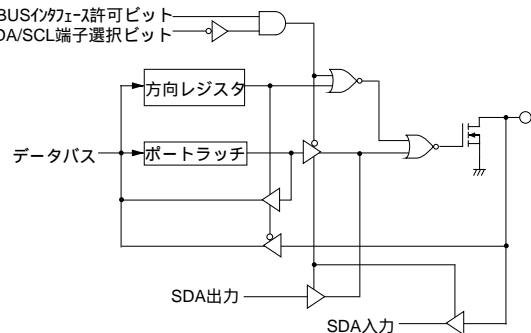 BUSインタフェース許可ビット
DA/SCL端子選択ビット
方向レジスタ
データバス
ポートラッチ
SDA出力
SDA入力